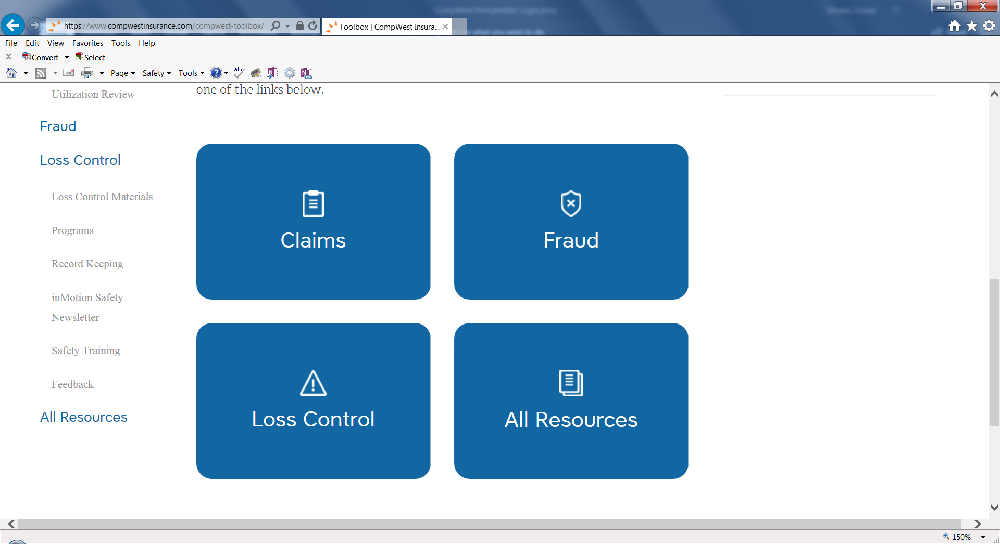 https://www.compwestinsurance.com/compwest-toolbox/
Toolbox | CompWest Insura...
File Edit View Favorites Tools Help
Convert Select
Page Safety Tools
one of the links below.
Utilization Review
Fraud
Loss Control
Loss Control Materials
Programs
Record Keeping
inMotion Safety
Newsletter
Safety Training
Feedback
All Resources
Claims
Fraud
Loss Control
All Resources
150%